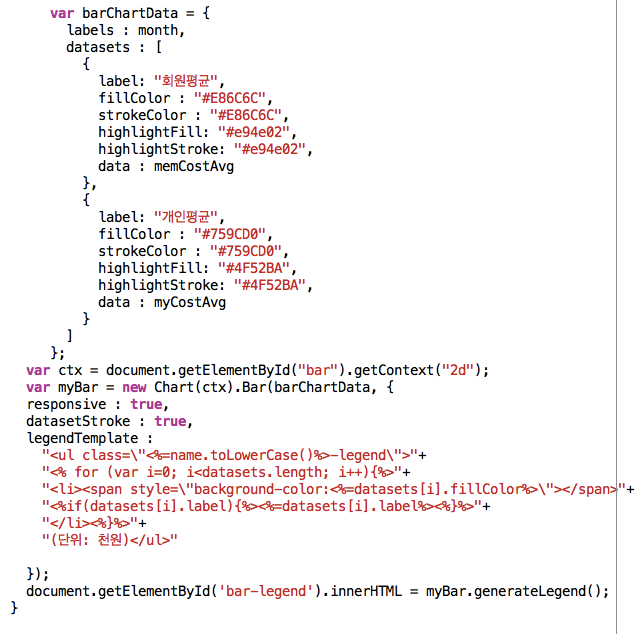 var barChartData = {
labels : month,
datasets : [
{
label: "회원평균",
fillColor : "#E86C6C",
strokeColor : "#E86C6C",
highlightFill: "#e94e02",
highlightStroke: "#e94e02",
data : memCostAvg
},
{
label: "개인평균",
fillColor : "#759CD0",
strokeColor : "#759CD0",
highlightFill: "#4F52BA",
highlightStroke: "#4F52BA",
data : myCostAvg
}
]
};
var ctx = document.getElementById("bar").getContext("2d");
var myBar = new Chart(ctx).Bar(barChartData, {
responsive : true,
datasetStroke : true,
legendTemplate :
"<ul class=\"<%=name.toLowerCase()%>-legend\">"+
"<% for (var i=0; i<datasets.length; i++){%>"+
"<li><span style=\"background-color:<%=datasets[i].fillColor%>\"></span>"+
"<%if(datasets[i].label){%><%=datasets[i].label%><%}%>"+
"</li><%}%>"+
"(단위: 천원)</ul>"
});
document.getElementById('bar-legend').innerHTML = myBar.generateLegend();
}